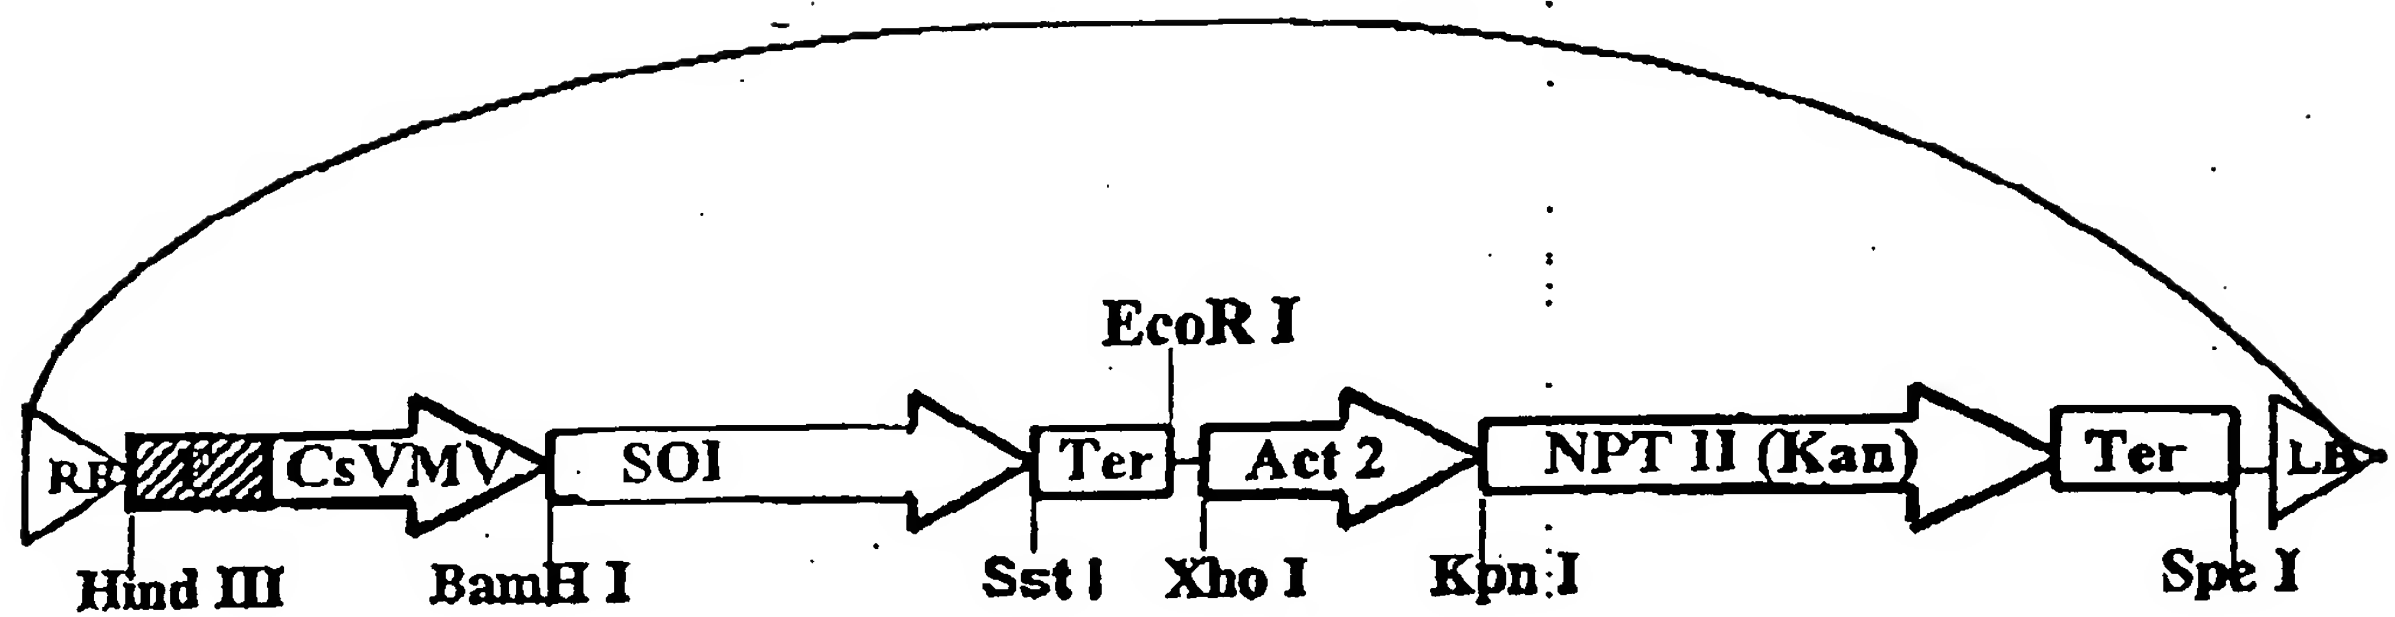 EcoR I
RB CsVMV SOI Ter Act 2 NPT II (Kan) Ter LB
Hind III BamH I Sst I Xho I Kpn I Spe I